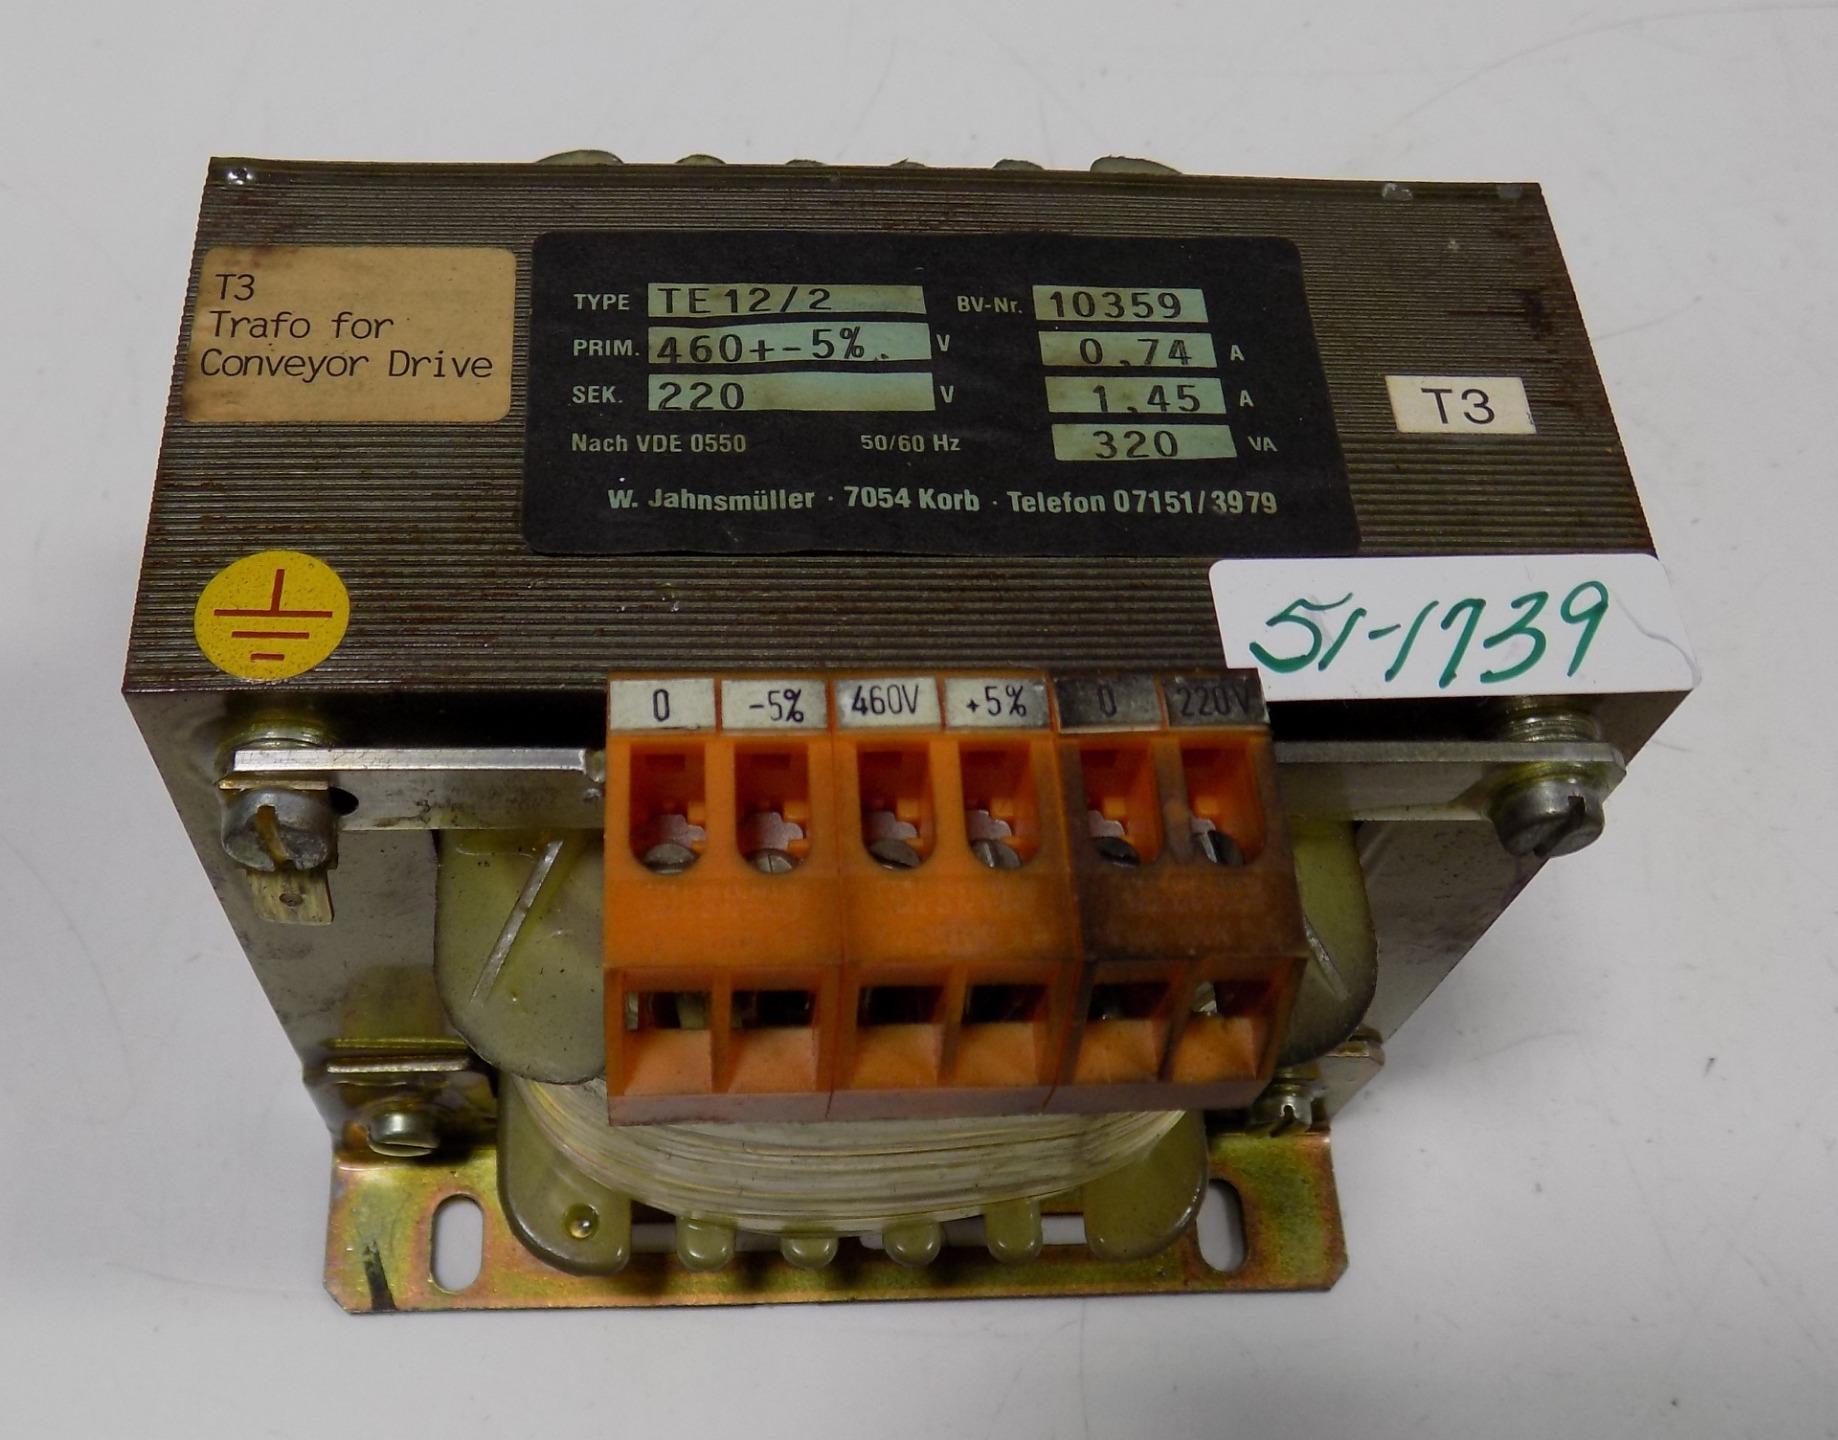 T3
Trafo for
Conveyor Drive
TYPE TE 12/2 BV-Nr. 10359
PRIM. 460+-5% V 0,74 A
SEK. 220 V 1,45 A
Nach VDE 0550 50/60 Hz 320 VA
W. Jahnsmüller · 7054 Korb · Telefon 07151/3979
T3
51-1739
0 -5% 460V +5% 0 220V